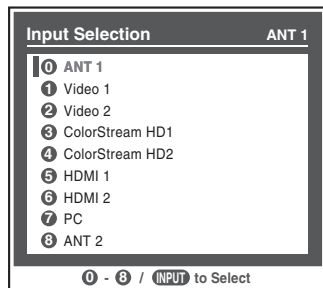 Input Selection ANT 1
0 ANT 1
1 Video 1
2 Video 2
3 ColorStream HD1
4 ColorStream HD2
5 HDMI 1
6 HDMI 2
7 PC
8 ANT 2
0 - 8 / INPUT to Select